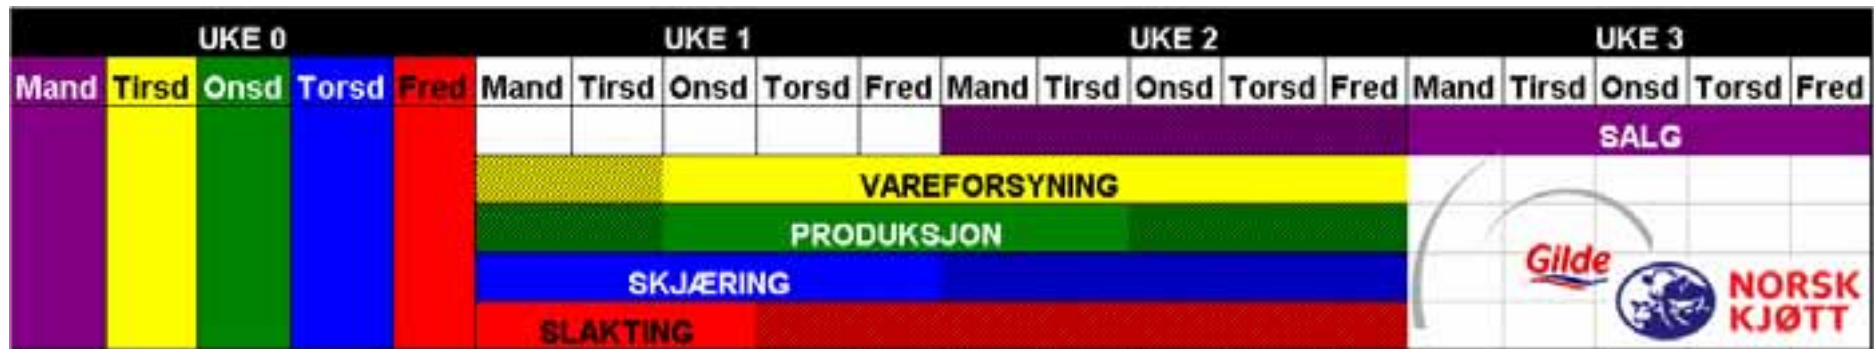 UKE 0 UKE 1 UKE 2 UKE 3
Mand Tirsd Onsd Torsd Fred Mand Tirsd Onsd Torsd Fred Mand Tirsd Onsd Torsd Fred Mand Tirsd Onsd Torsd Fred
SALG
VAREFORSYNING
PRODUKSJON
SKJÆRING
SLAKTING
Gilde
NORSK
KJØTT